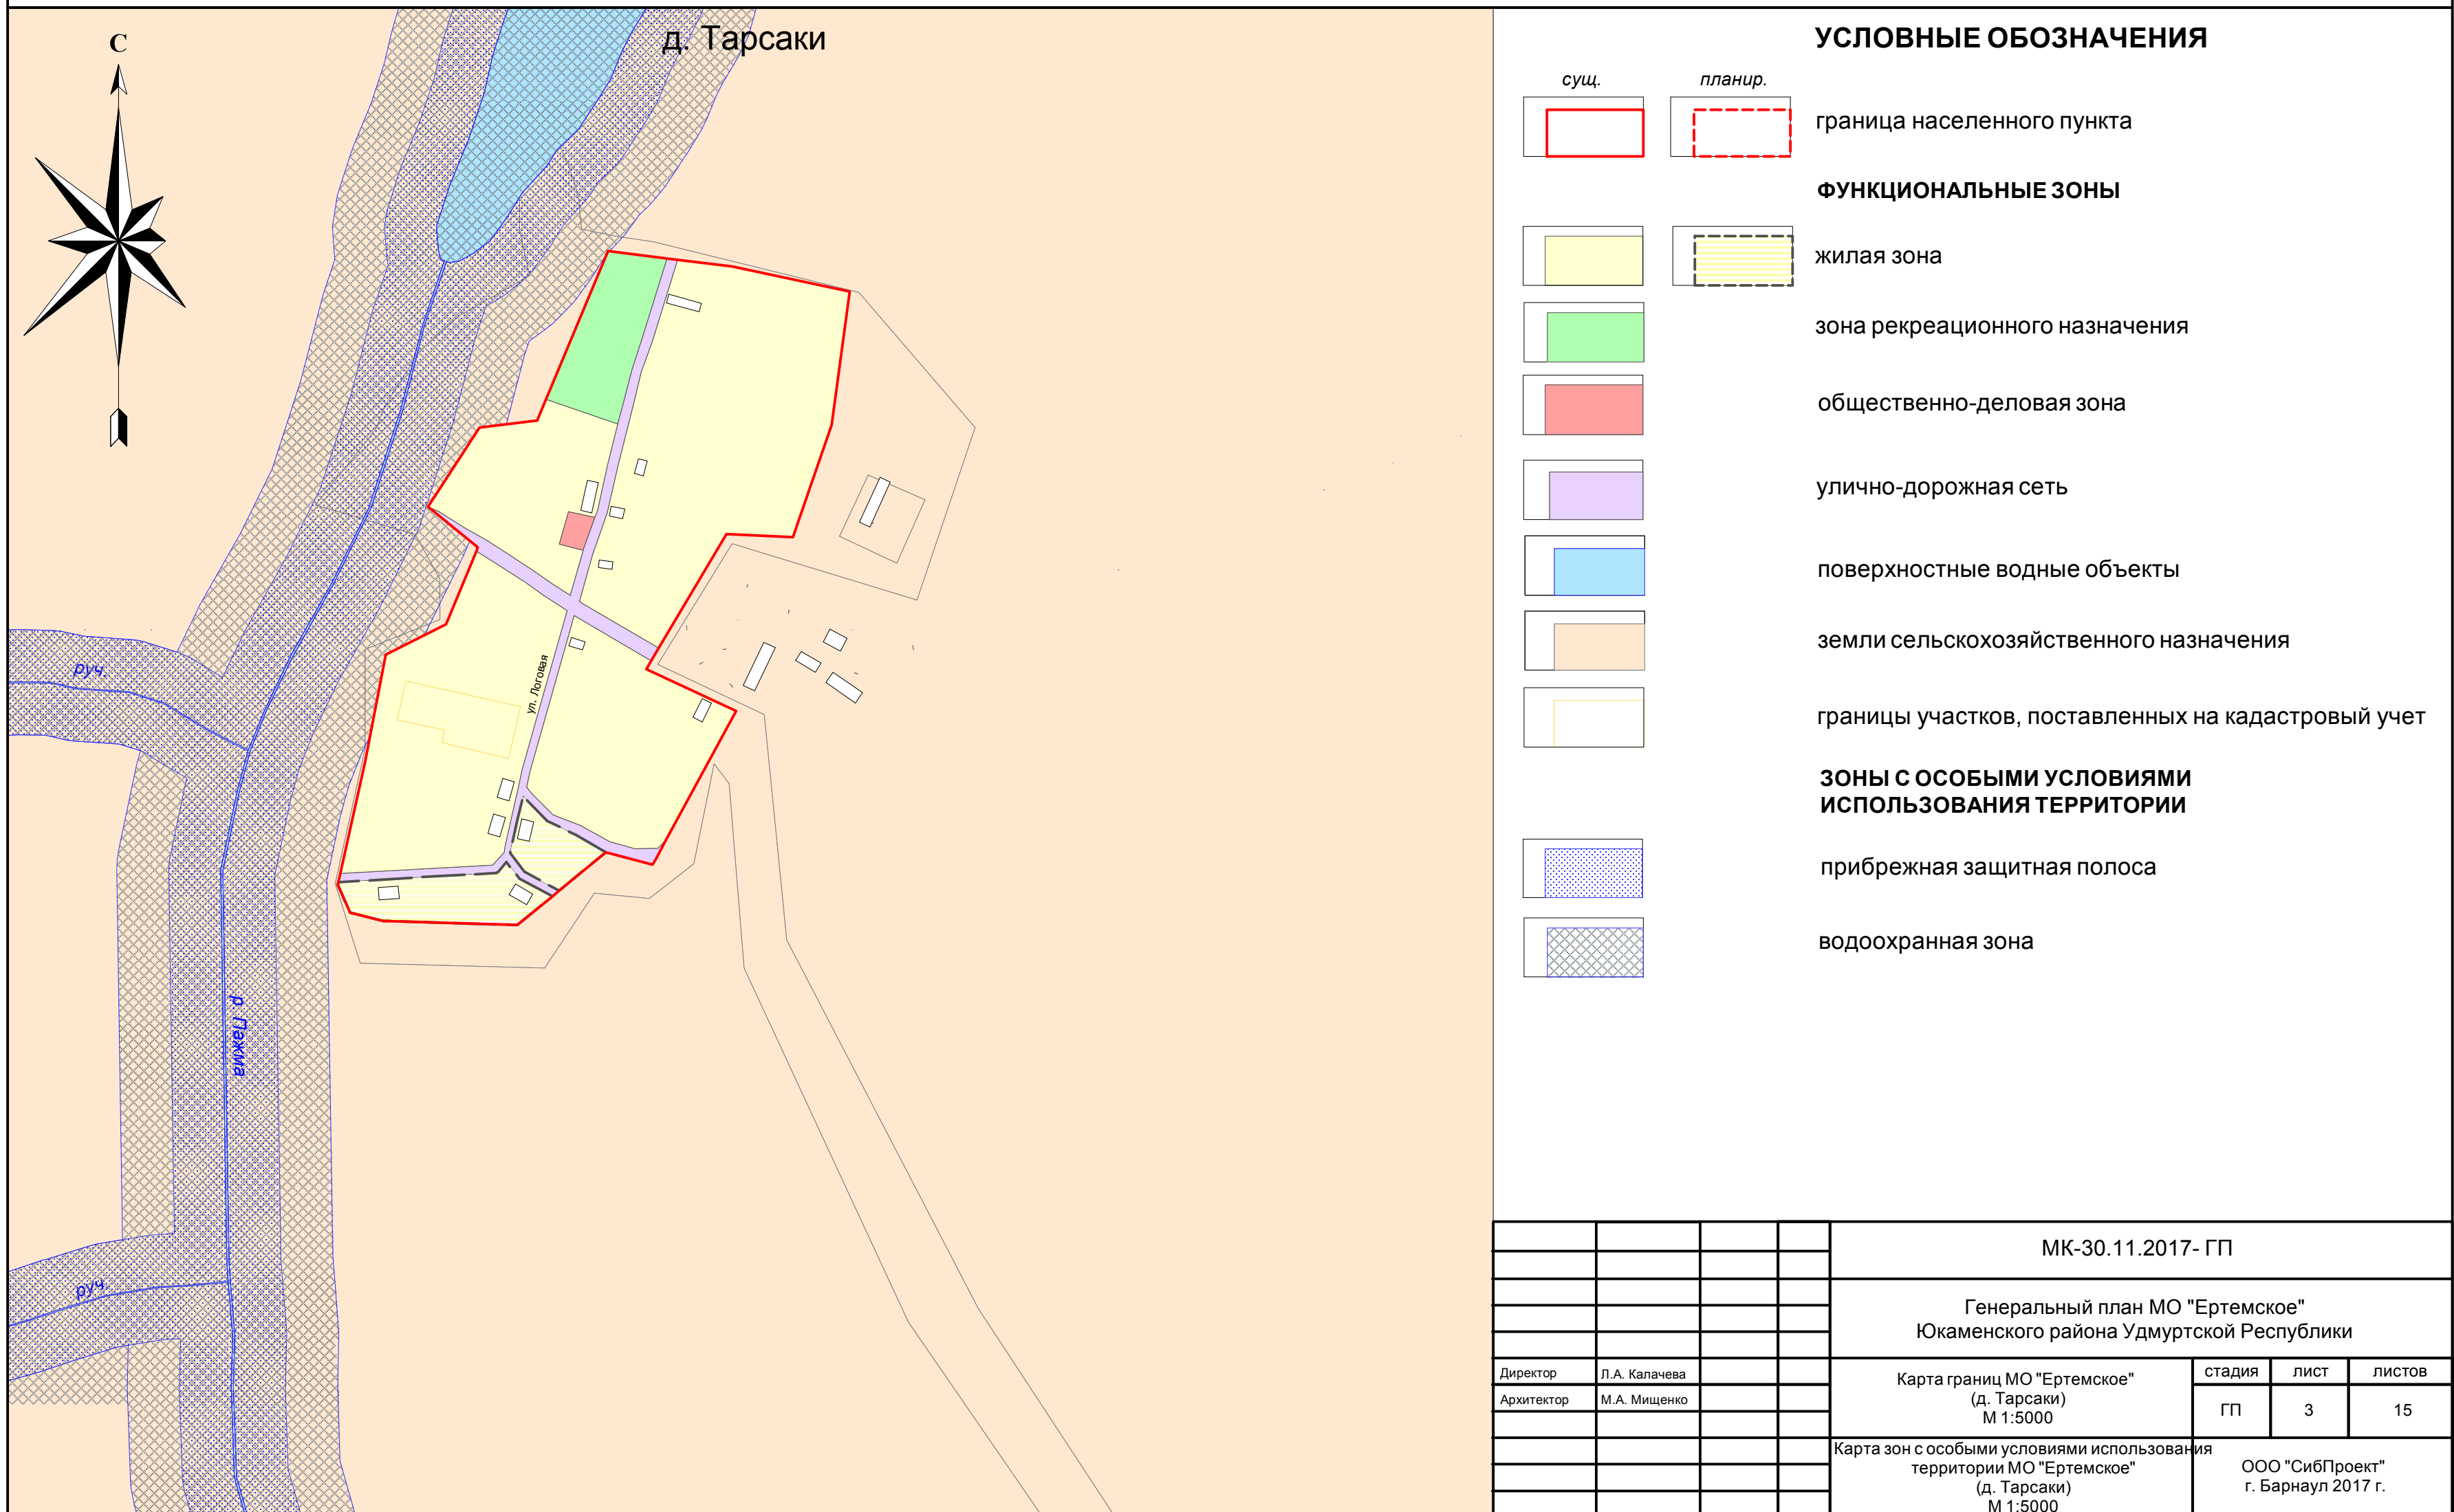 д. Тарсаки
С
руч.
ул. Логовая
р. Пажма
руч.
УСЛОВНЫЕ ОБОЗНАЧЕНИЯ
сущ. планир.
граница населенного пункта
ФУНКЦИОНАЛЬНЫЕ ЗОНЫ
жилая зона
зона рекреационного назначения
общественно-деловая зона
улично-дорожная сеть
поверхностные водные объекты
земли сельскохозяйственного назначения
границы участков, поставленных на кадастровый учет
ЗОНЫ С ОСОБЫМИ УСЛОВИЯМИ
ИСПОЛЬЗОВАНИЯ ТЕРРИТОРИИ
прибрежная защитная полоса
водоохранная зона
МК-30.11.2017- ГП
Генеральный план МО "Ертемское"
Юкаменского района Удмуртской Республики
Директор Л.А. Калачева
Архитектор М.А. Мищенко
Карта границ МО "Ертемское"
(д. Тарсаки)
М 1:5000
стадия лист листов
ГП 3 15
Карта зон с особыми условиями использования
территории МО "Ертемское"
(д. Тарсаки)
М 1:5000
ООО "СибПроект"
г. Барнаул 2017 г.